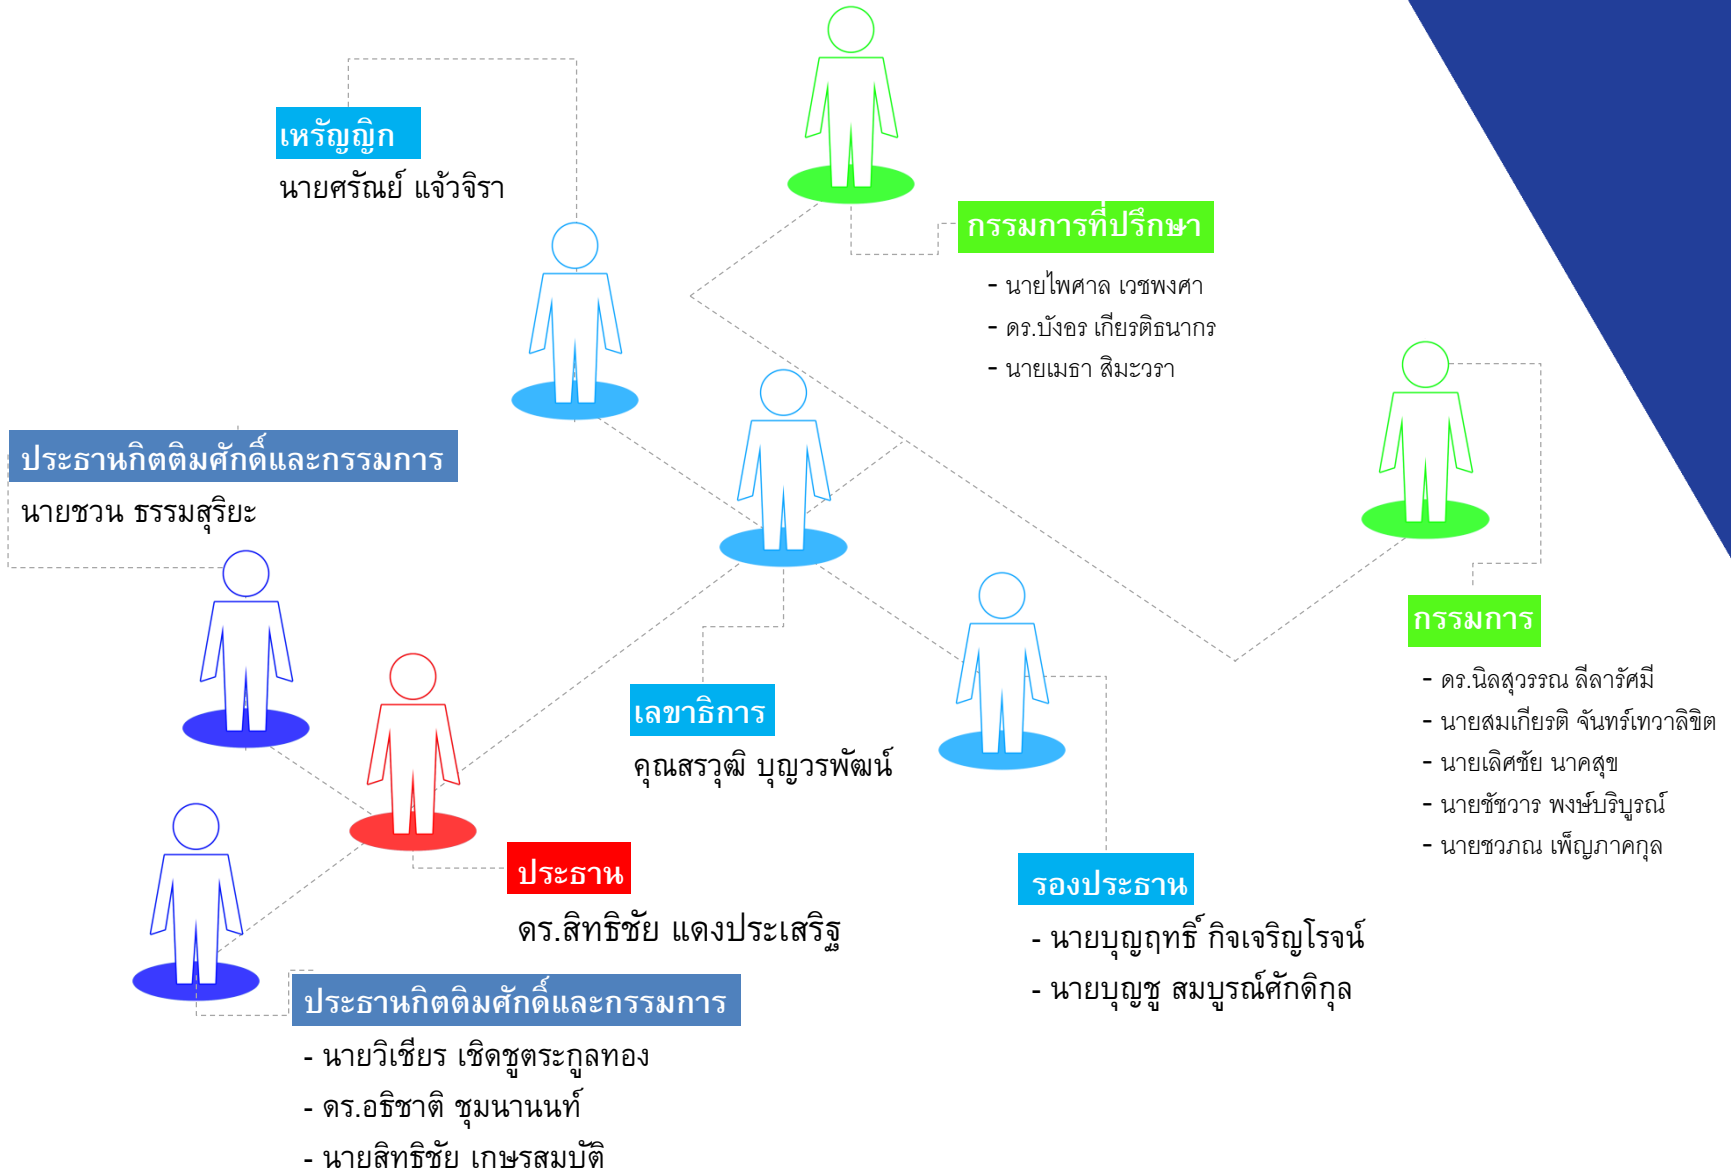 เหรัญญิก
นายศรัณย์ แจ้วจิรา
กรรมการที่ปรึกษา
- นายไพศาล เวชพงศา
- ดร.บังอร เกียรติธนากร
- นายเมธา สิมะวรา
ประธานกิตติมศักดิ์และกรรมการ
นายชวน ธรรมสุริยะ
กรรมการ
- ดร.นิลสุวรรณ ลีลารัศมี
- นายสมเกียรติ จันทร์เทวาลิขิต
- นายเลิศชัย นาคสุข
- นายชัชวาร พงษ์บริบูรณ์
- นายชวภณ เพ็ญภาคกุล
เลขาธิการ
คุณสรวุฒิ บุญวรพัฒน์
ประธาน
ดร.สิทธิชัย แดงประเสริฐ
รองประธาน
- นายบุญฤทธิ์ กิจเจริญโรจน์
- นายบุญชู สมบูรณ์ศักดิกุล
ประธานกิตติมศักดิ์และกรรมการ
- นายวิเชียร เชิดชูตระกูลทอง
- ดร.อธิชาติ ชุมนานนท์
- นายสิทธิชัย เกษรสมบัติ